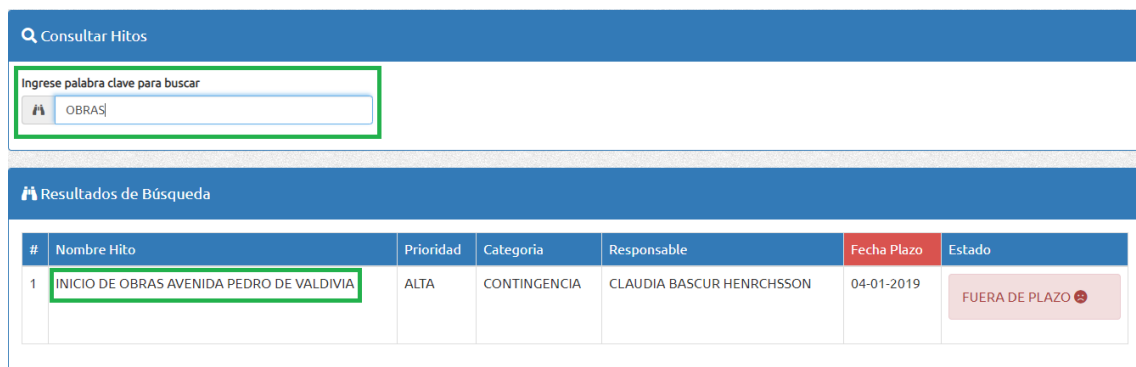 Consultar Hitos
Ingrese palabra clave para buscar
OBRAS
Resultados de Búsqueda
# Nombre Hito Prioridad Categoria Responsable Fecha Plazo Estado
1 INICIO DE OBRAS AVENIDA PEDRO DE VALDIVIA ALTA CONTINGENCIA CLAUDIA BASCUR HENRCHSSON 04-01-2019 FUERA DE PLAZO